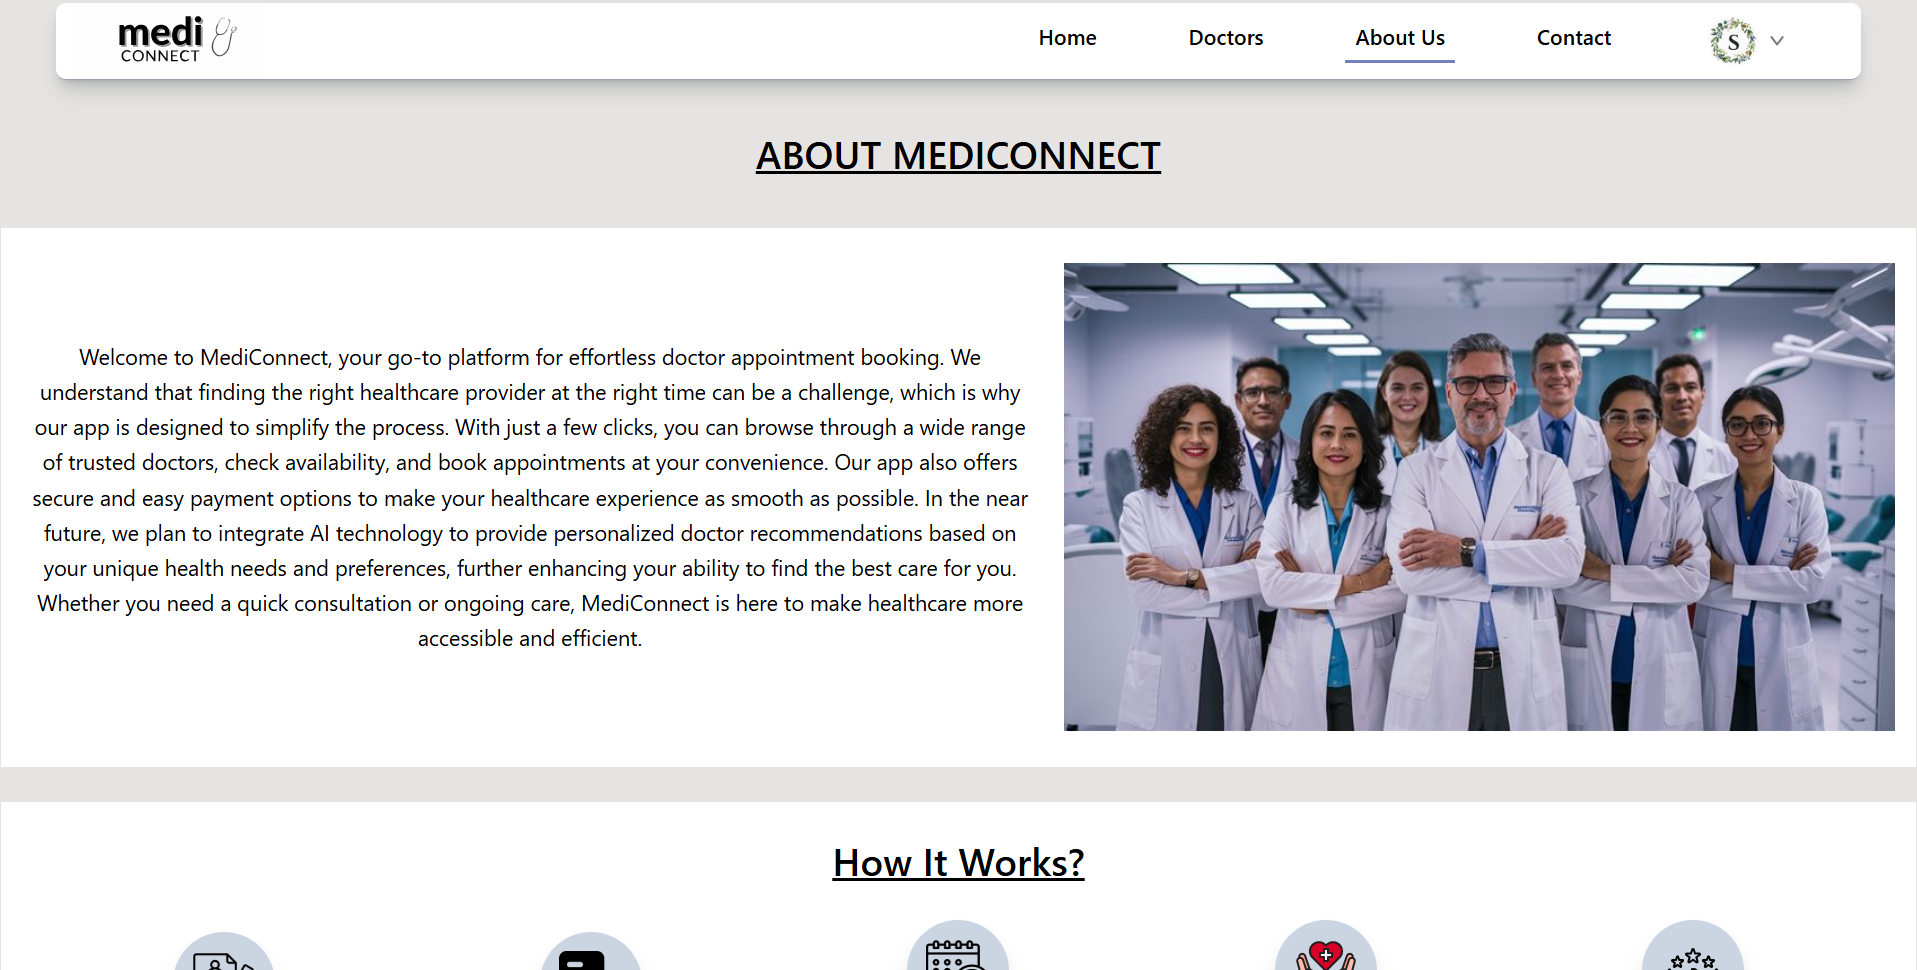 medi
CONNECT
Home
Doctors
About Us
Contact
S
ABOUT MEDICONNECT
Welcome to MediConnect, your go-to platform for effortless doctor appointment booking. We
understand that finding the right healthcare provider at the right time can be a challenge, which is why
our app is designed to simplify the process. With just a few clicks, you can browse through a wide range
of trusted doctors, check availability, and book appointments at your convenience. Our app also offers
secure and easy payment options to make your healthcare experience as smooth as possible. In the near
future, we plan to integrate AI technology to provide personalized doctor recommendations based on
your unique health needs and preferences, further enhancing your ability to find the best care for you.
Whether you need a quick consultation or ongoing care, MediConnect is here to make healthcare more
accessible and efficient.
How It Works?